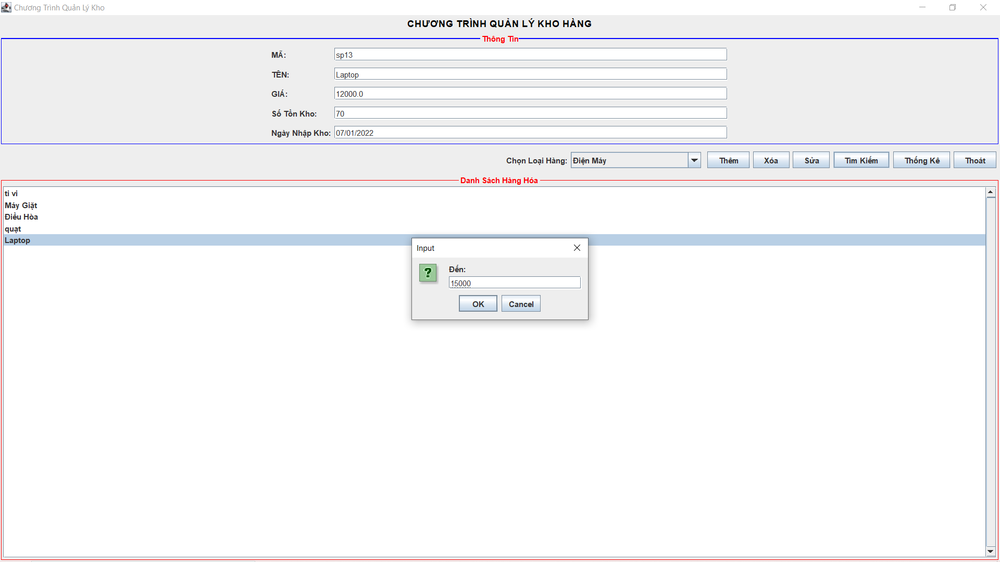 Chương Trình Quản Lý Kho
CHƯƠNG TRÌNH QUẢN LÝ KHO HÀNG
Thông Tin
MÃ: sp13
TÊN: Laptop
GIÁ: 12000.0
Số Tồn Kho: 70
Ngày Nhập Kho: 07/01/2022
Chọn Loại Hàng: Điện Máy Thêm Xóa Sửa Tìm Kiếm Thống Kê Thoát
Danh Sách Hàng Hóa
ti vi
Máy Giặt
Điều Hòa
quạt
Laptop
Input
?
Đến:
15000
OK Cancel